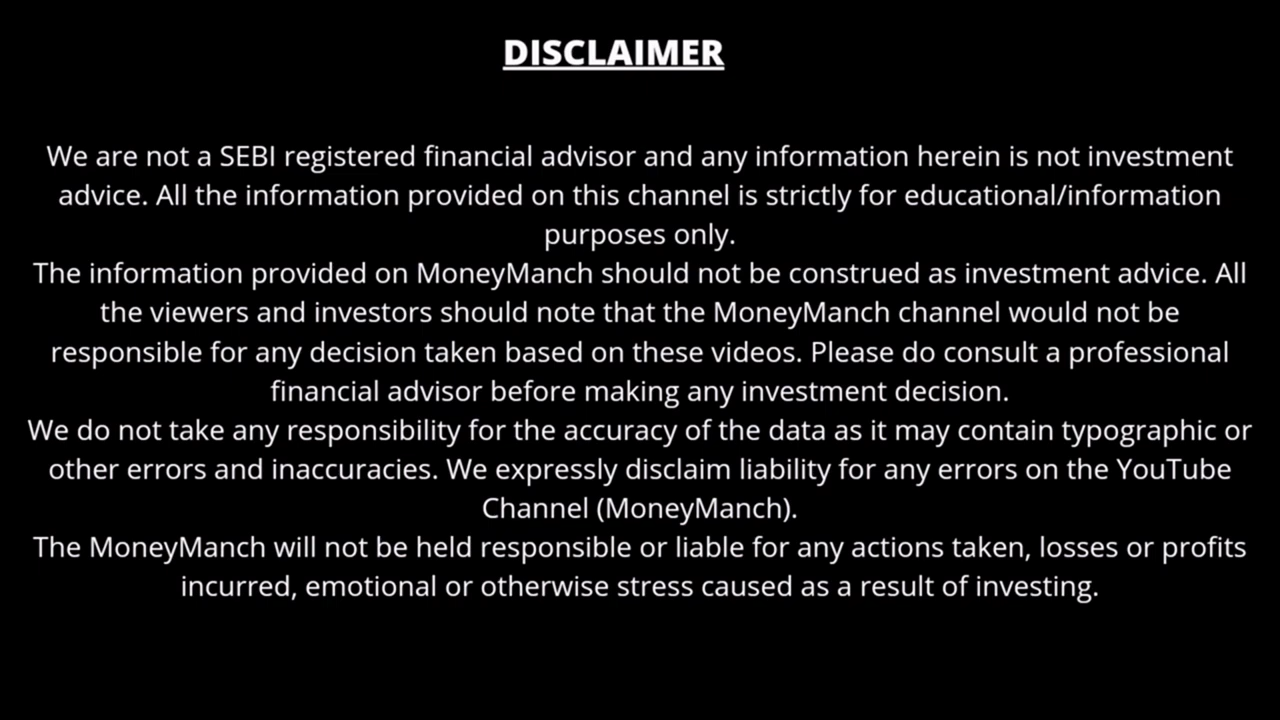 DISCLAIMER
We are not a SEBI registered financial advisor and any information herein is not investment
advice. All the information provided on this channel is strictly for educational/information
purposes only.
The information provided on MoneyManch should not be construed as investment advice. All
the viewers and investors should note that the MoneyManch channel would not be
responsible for any decision taken based on these videos. Please do consult a professional
financial advisor before making any investment decision.
We do not take any responsibility for the accuracy of the data as it may contain typographic or
other errors and inaccuracies. We expressly disclaim liability for any errors on the YouTube
Channel (MoneyManch).
The MoneyManch will not be held responsible or liable for any actions taken, losses or profits
incurred, emotional or otherwise stress caused as a result of investing.